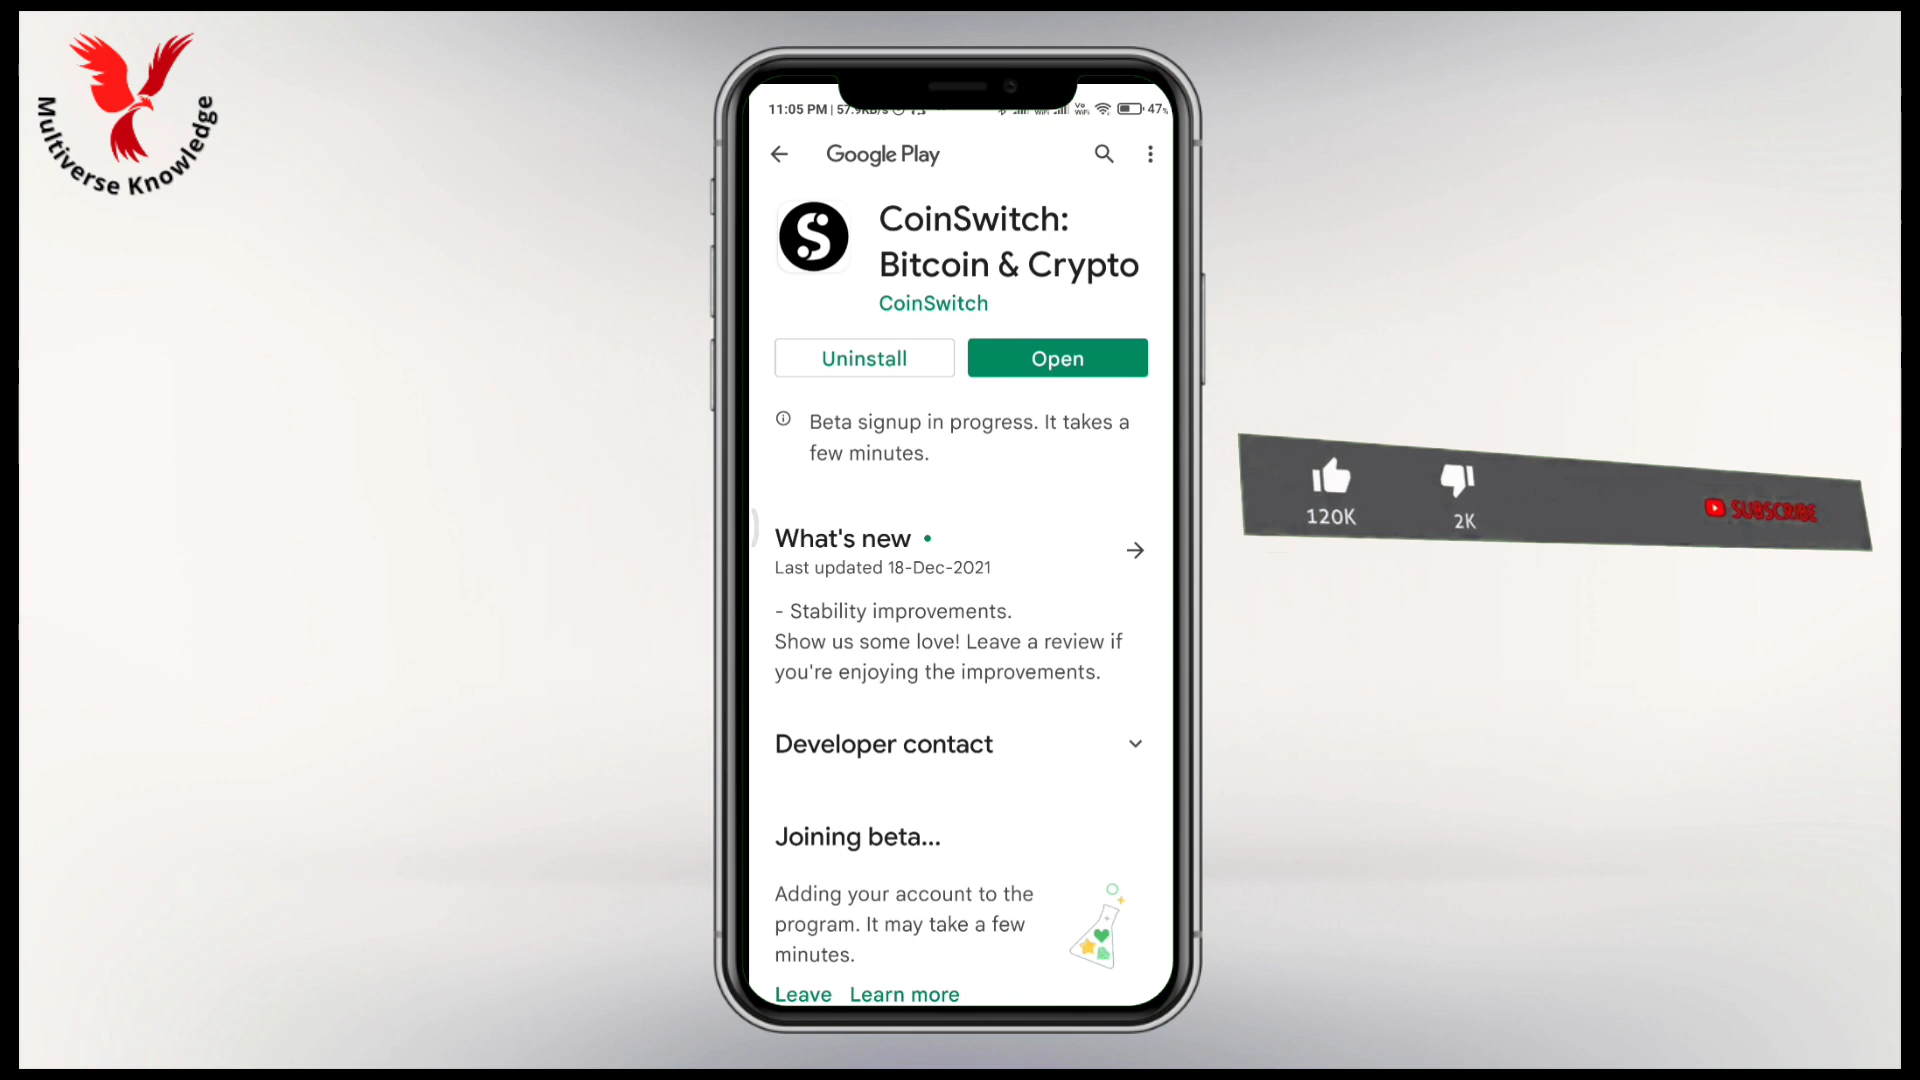 Multiverse Knowledge
11:05 PM | 57.9KB/s
47%
Google Play
CoinSwitch:
Bitcoin & Crypto
CoinSwitch
Uninstall
Open
Beta signup in progress. It takes a
few minutes.
What's new •
Last updated 18-Dec-2021
- Stability improvements.
Show us some love! Leave a review if
you're enjoying the improvements.
Developer contact
Joining beta...
Adding your account to the
program. It may take a few
minutes.
Leave Learn more
120K
2K
SUBSCRIBE